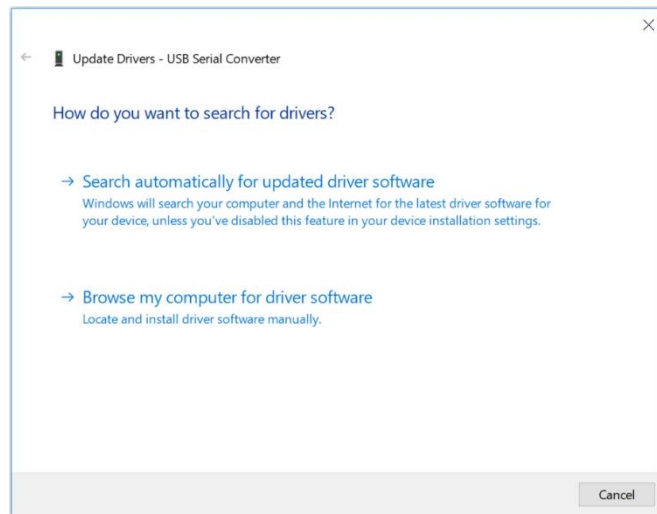 Update Drivers - USB Serial Converter
How do you want to search for drivers?
Search automatically for updated driver software
Windows will search your computer and the Internet for the latest driver software for
your device, unless you've disabled this feature in your device installation settings.
Browse my computer for driver software
Locate and install driver software manually.
Cancel